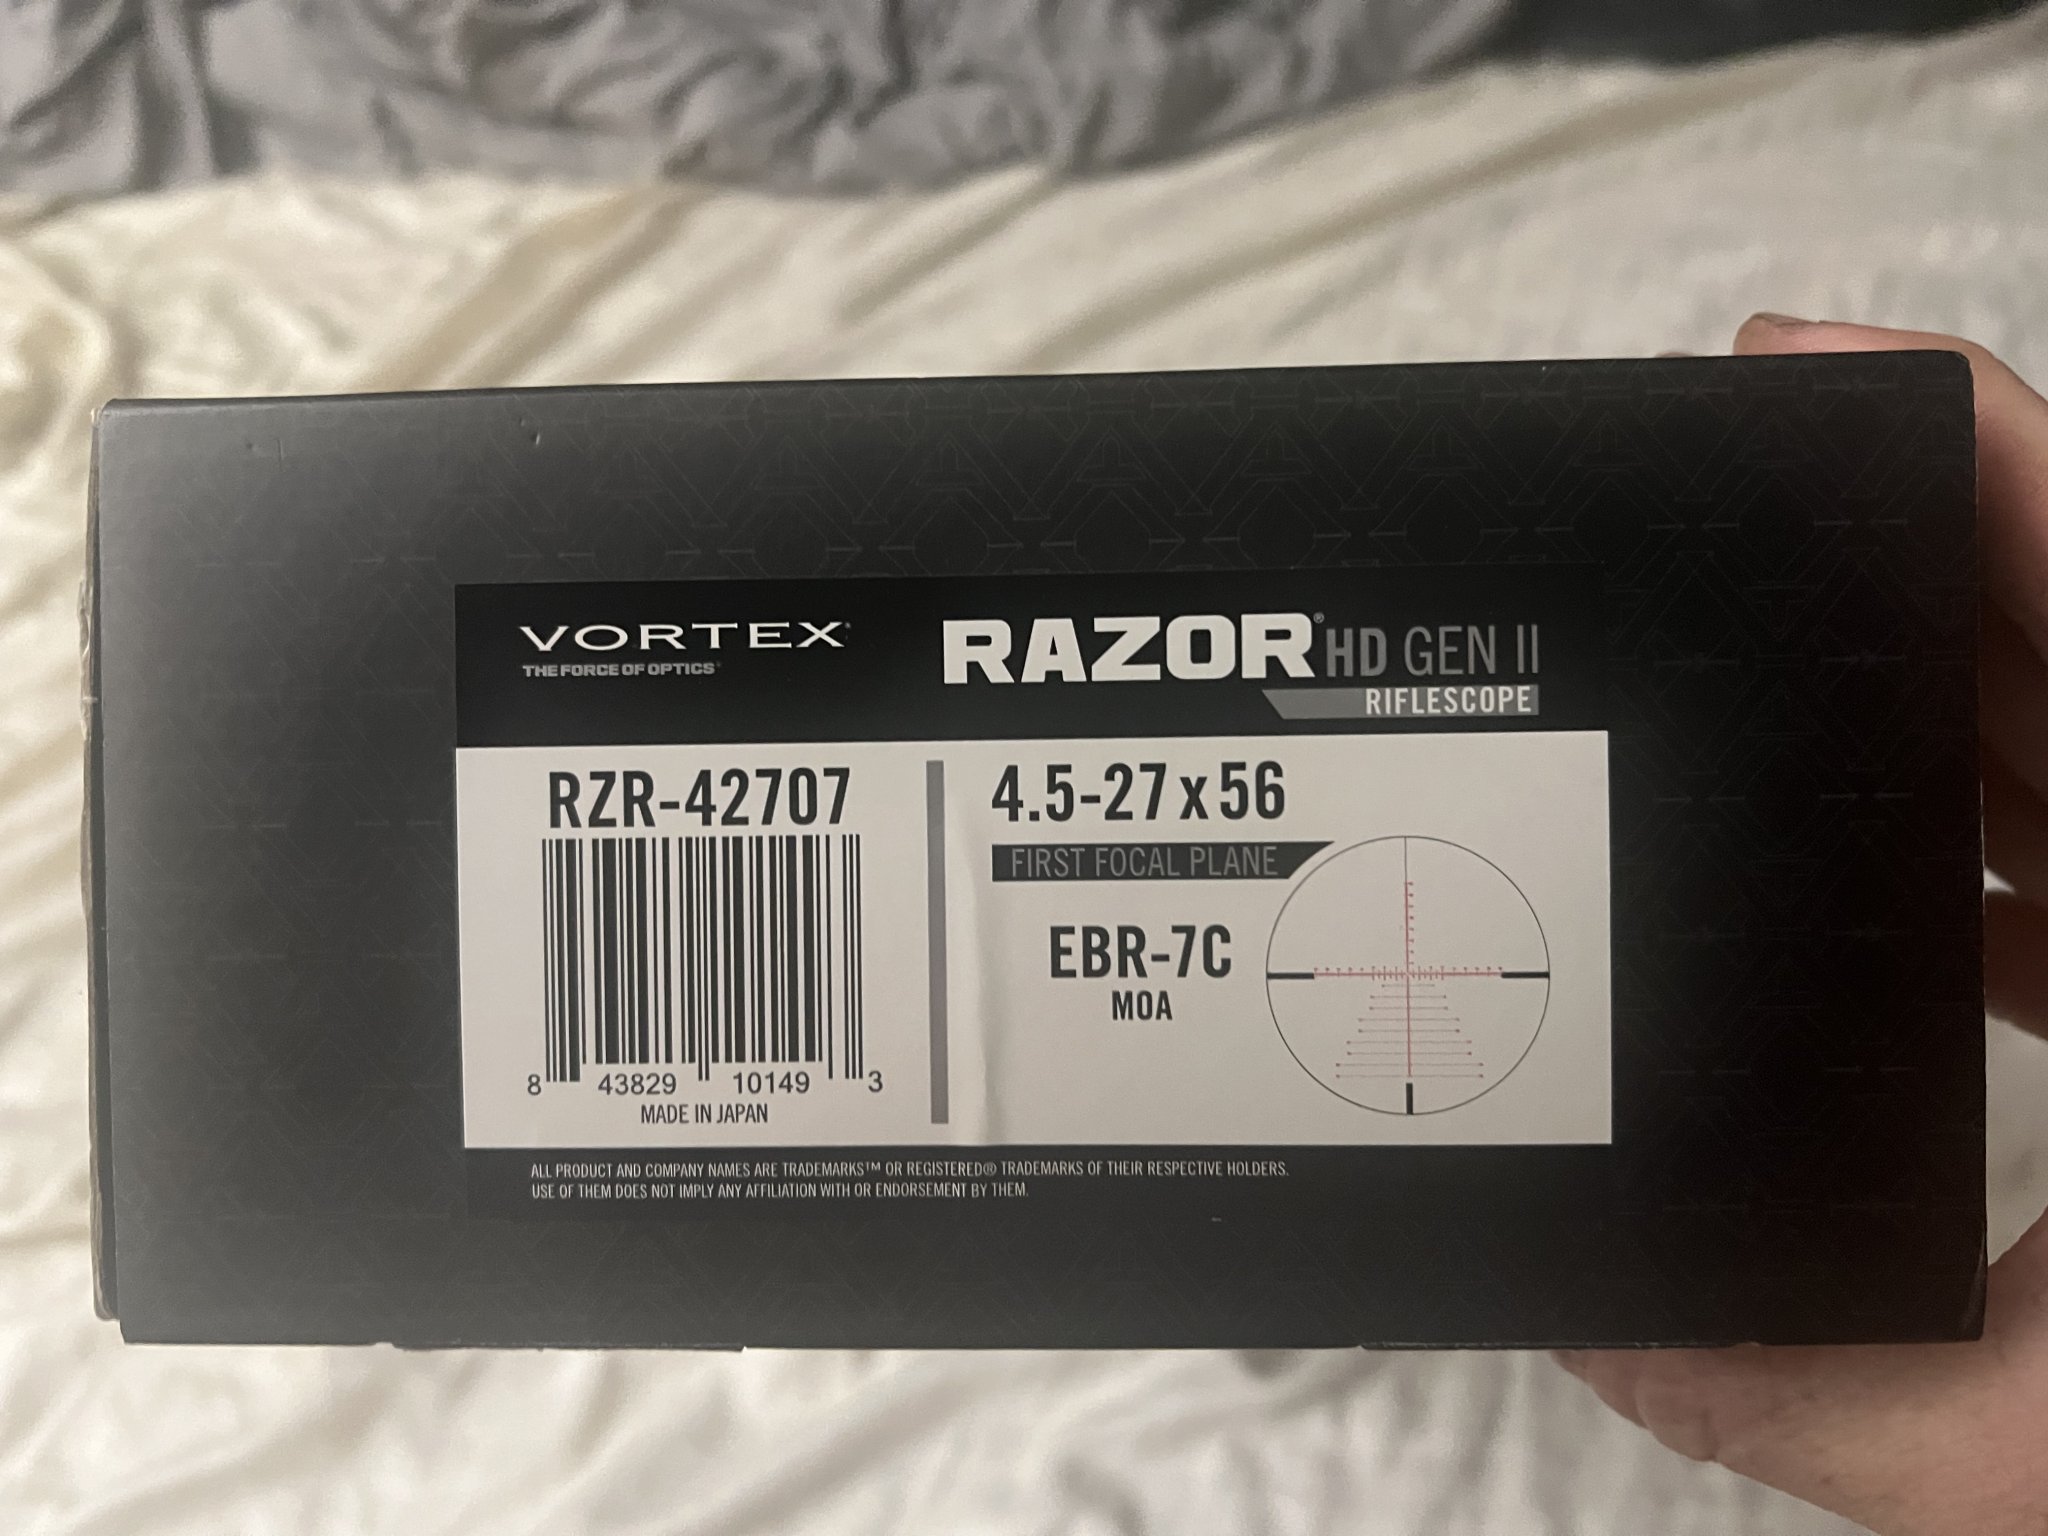 VORTEX®
THE FORCE OF OPTICS®
RAZOR® HD GEN II
RIFLESCOPE
RZR-42707
8 43829 10149 3
MADE IN JAPAN
4.5-27 x 56
FIRST FOCAL PLANE
EBR-7C
MOA
ALL PRODUCT AND COMPANY NAMES ARE TRADEMARKS™ OR REGISTERED® TRADEMARKS OF THEIR RESPECTIVE HOLDERS.
USE OF THEM DOES NOT IMPLY ANY AFFILIATION WITH OR ENDORSEMENT BY THEM.